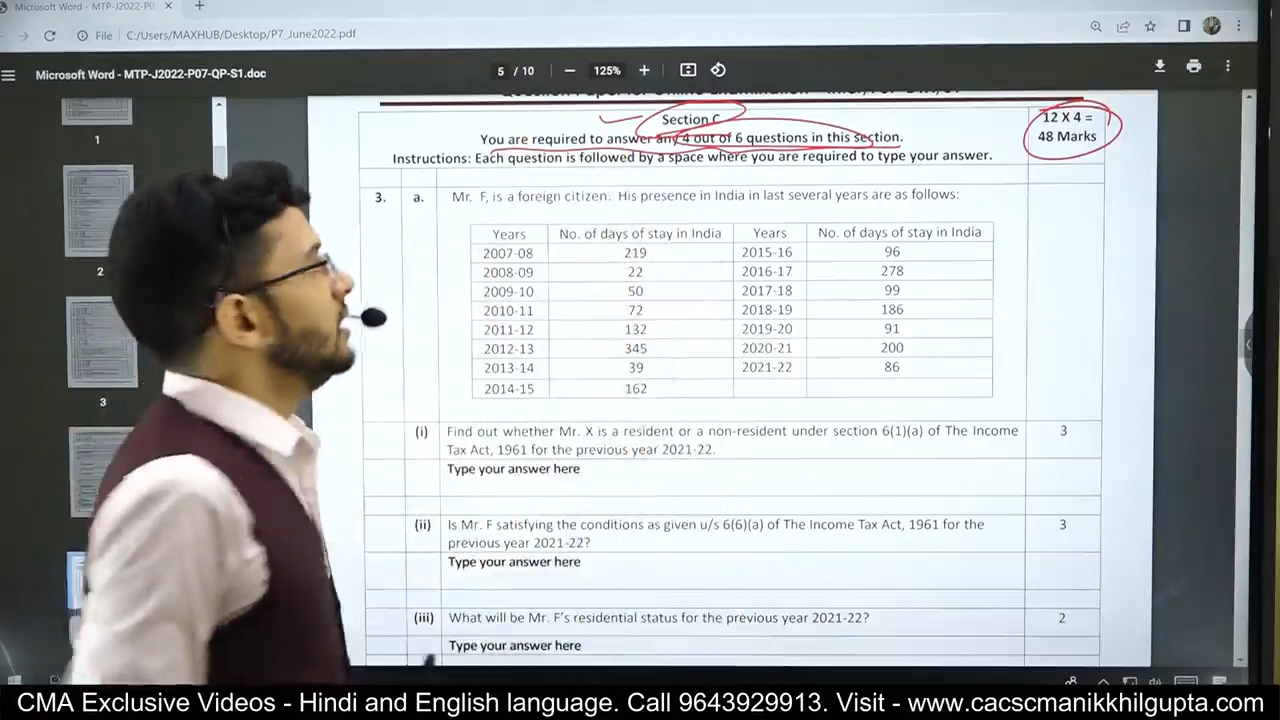 Microsoft Word - MTP-J2022-P0
File C:/Users/MAXHUB/Desktop/P7_June2022.pdf
Microsoft Word - MTP-J2022-P07-QP-S1.doc
5 / 10
125%
1
2
3
Section C
You are required to answer any 4 out of 6 questions in this section.
Instructions: Each question is followed by a space where you are required to type your answer.
12 X 4 =
48 Marks
3. a. Mr. F, is a foreign citizen. His presence in India in last several years are as follows:
Years No. of days of stay in India Years No. of days of stay in India
2007-08 219 2015-16 96
2008-09 22 2016-17 278
2009-10 50 2017-18 99
2010-11 72 2018-19 186
2011-12 132 2019-20 91
2012-13 345 2020-21 200
2013-14 39 2021-22 86
2014-15 162
(i) Find out whether Mr. X is a resident or a non-resident under section 6(1)(a) of The Income 3
Tax Act, 1961 for the previous year 2021-22.
Type your answer here
(ii) Is Mr. F satisfying the conditions as given u/s 6(6)(a) of The Income Tax Act, 1961 for the 3
previous year 2021-22?
Type your answer here
(iii) What will be Mr. F's residential status for the previous year 2021-22? 2
Type your answer here
CMA Exclusive Videos - Hindi and English language. Call 9643929913. Visit - www.cacscmanikkhilgupta.com